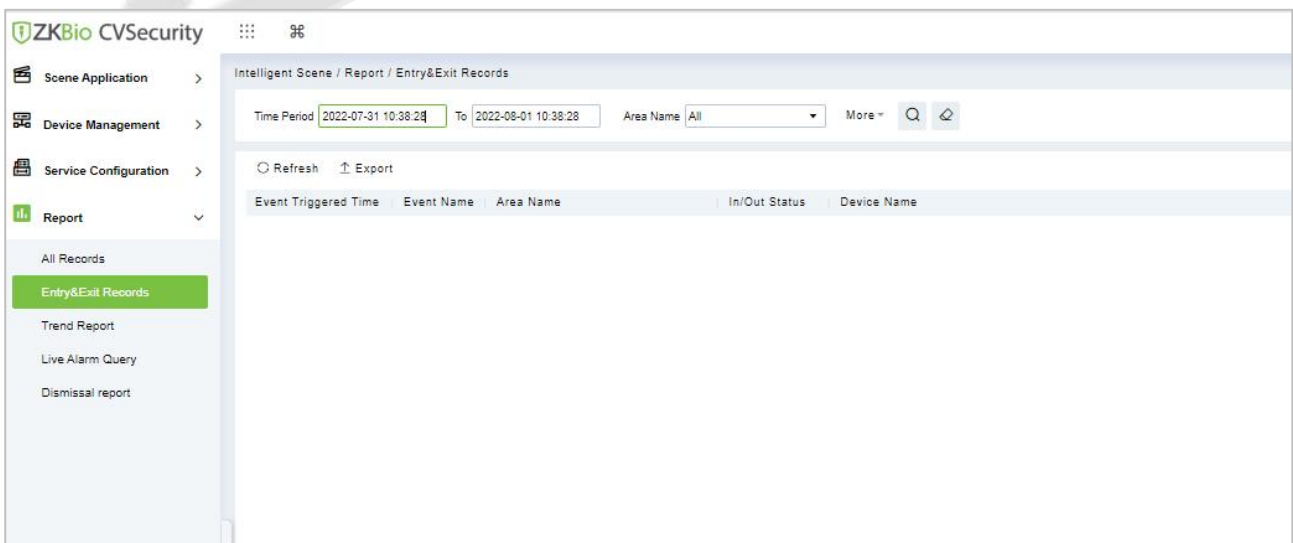 ZKBio CVSecurity
Scene Application
Device Management
Service Configuration
Report
All Records
Entry&Exit Records
Trend Report
Live Alarm Query
Dismissal report
Intelligent Scene / Report / Entry&Exit Records
Time Period 2022-07-31 10:38:28 To 2022-08-01 10:38:28 Area Name All More
Refresh Export
Event Triggered Time Event Name Area Name In/Out Status Device Name